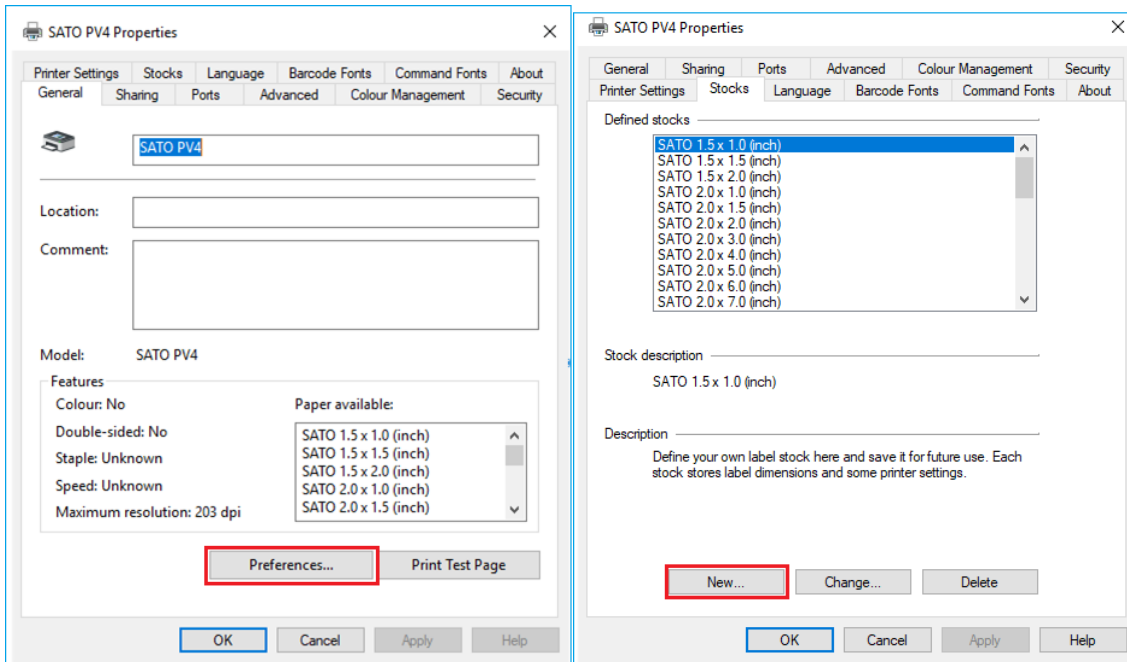 SATO PV4 Properties
Printer Settings Stocks Language Barcode Fonts Command Fonts About
General Sharing Ports Advanced Colour Management Security
SATO PV4
Location:
Comment:
Model: SATO PV4
Features
Colour: No
Double-sided: No
Staple: Unknown
Speed: Unknown
Maximum resolution: 203 dpi
Paper available:
SATO 1.5 x 1.0 (inch)
SATO 1.5 x 1.5 (inch)
SATO 1.5 x 2.0 (inch)
SATO 2.0 x 1.0 (inch)
SATO 2.0 x 1.5 (inch)
Preferences... Print Test Page
OK Cancel Apply Help
SATO PV4 Properties
General Sharing Ports Advanced Colour Management Security
Printer Settings Stocks Language Barcode Fonts Command Fonts About
Defined stocks
SATO 1.5 x 1.0 (inch)
SATO 1.5 x 1.5 (inch)
SATO 1.5 x 2.0 (inch)
SATO 2.0 x 1.0 (inch)
SATO 2.0 x 1.5 (inch)
SATO 2.0 x 2.0 (inch)
SATO 2.0 x 3.0 (inch)
SATO 2.0 x 4.0 (inch)
SATO 2.0 x 5.0 (inch)
SATO 2.0 x 6.0 (inch)
SATO 2.0 x 7.0 (inch)
Stock description
SATO 1.5 x 1.0 (inch)
Description
Define your own label stock here and save it for future use. Each
stock stores label dimensions and some printer settings.
New... Change... Delete
OK Cancel Apply Help